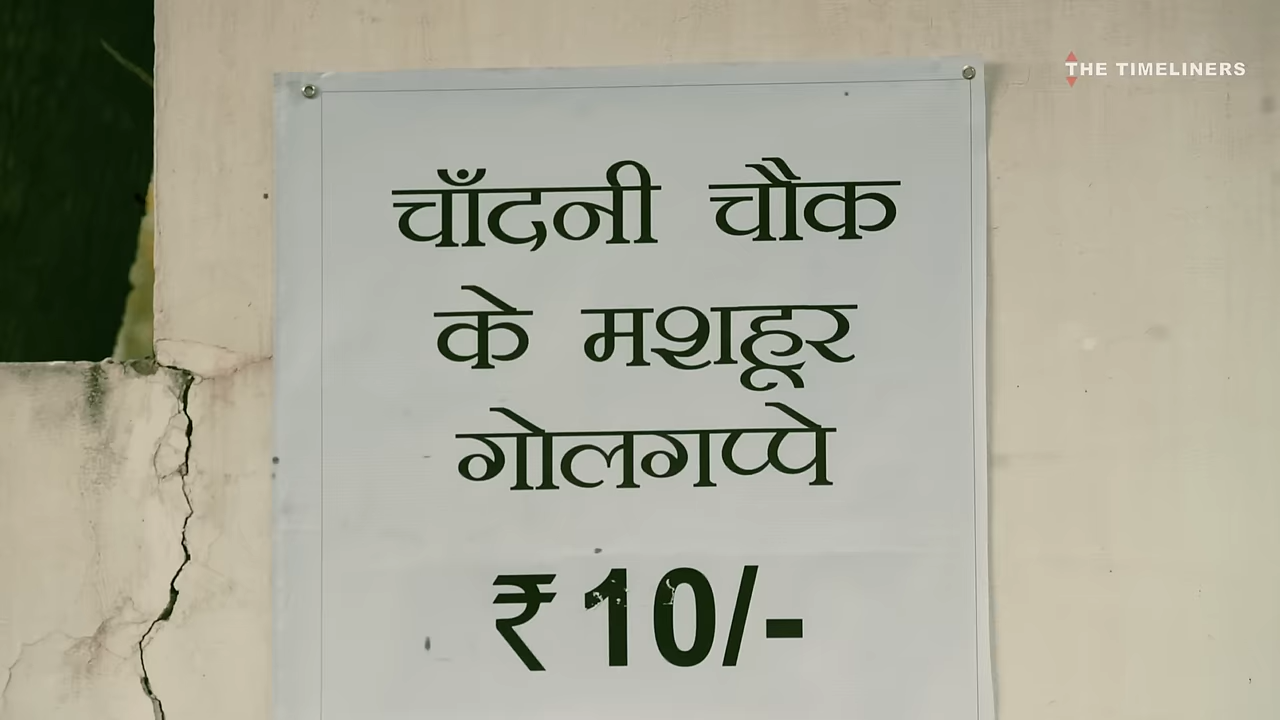 THE TIMELINERS
चाँदनी चौक
के मशहूर
गोलगप्पे
₹ 10/-